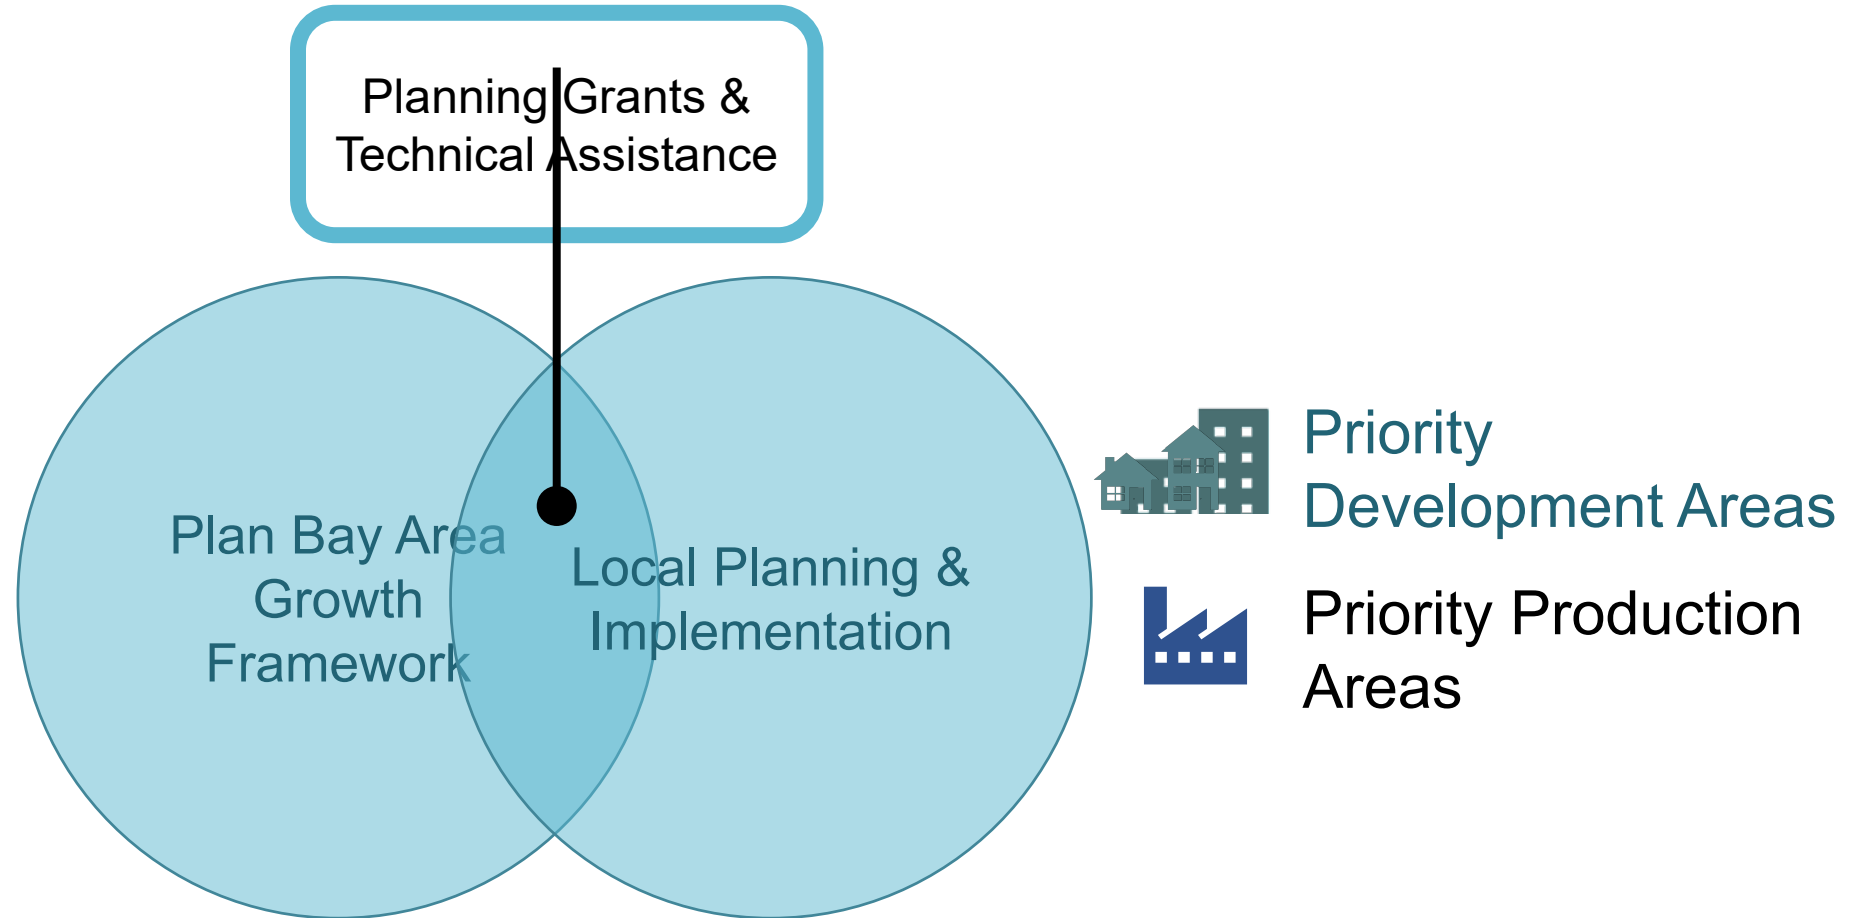 Planning Grants &
Technical Assistance
Plan Bay Area
Growth
Framework
Local Planning &
Implementation
Priority
Development Areas
Priority Production
Areas